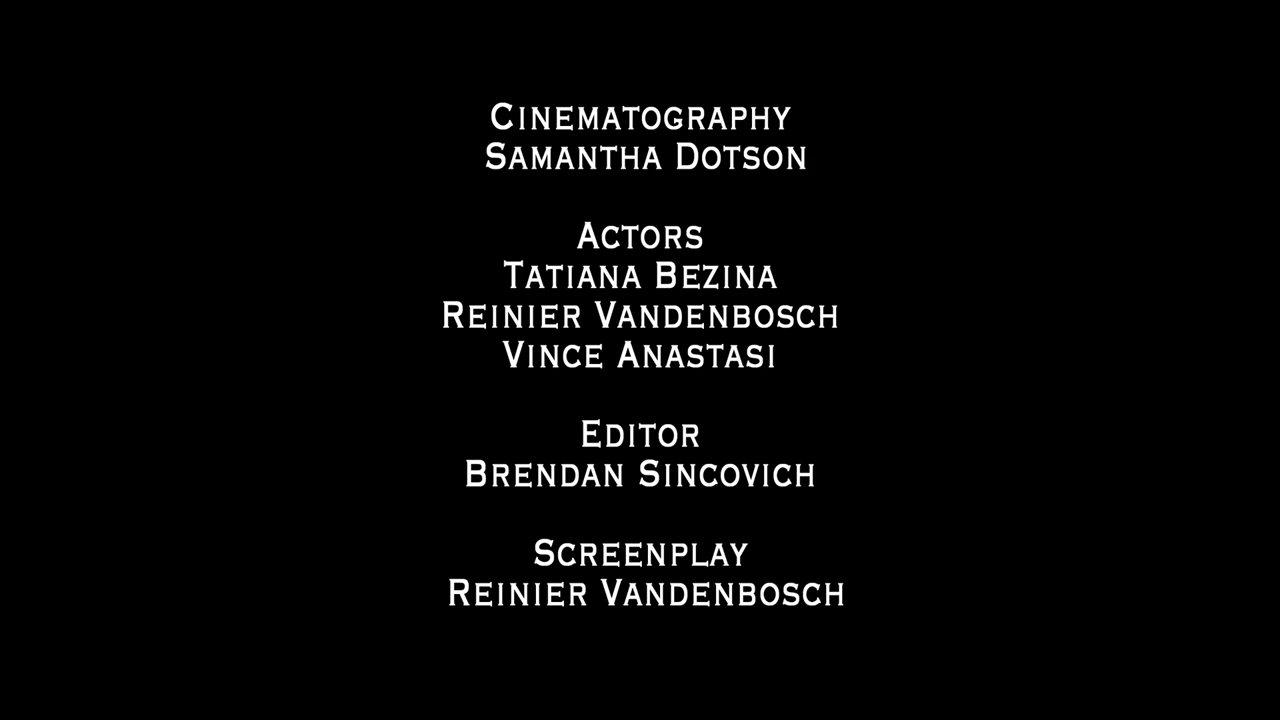 Cinematography
Samantha Dotson
Actors
Tatiana Bezina
Reinier Vandenbosch
Vince Anastasi
Editor
Brendan Sincovich
Screenplay
Reinier Vandenbosch